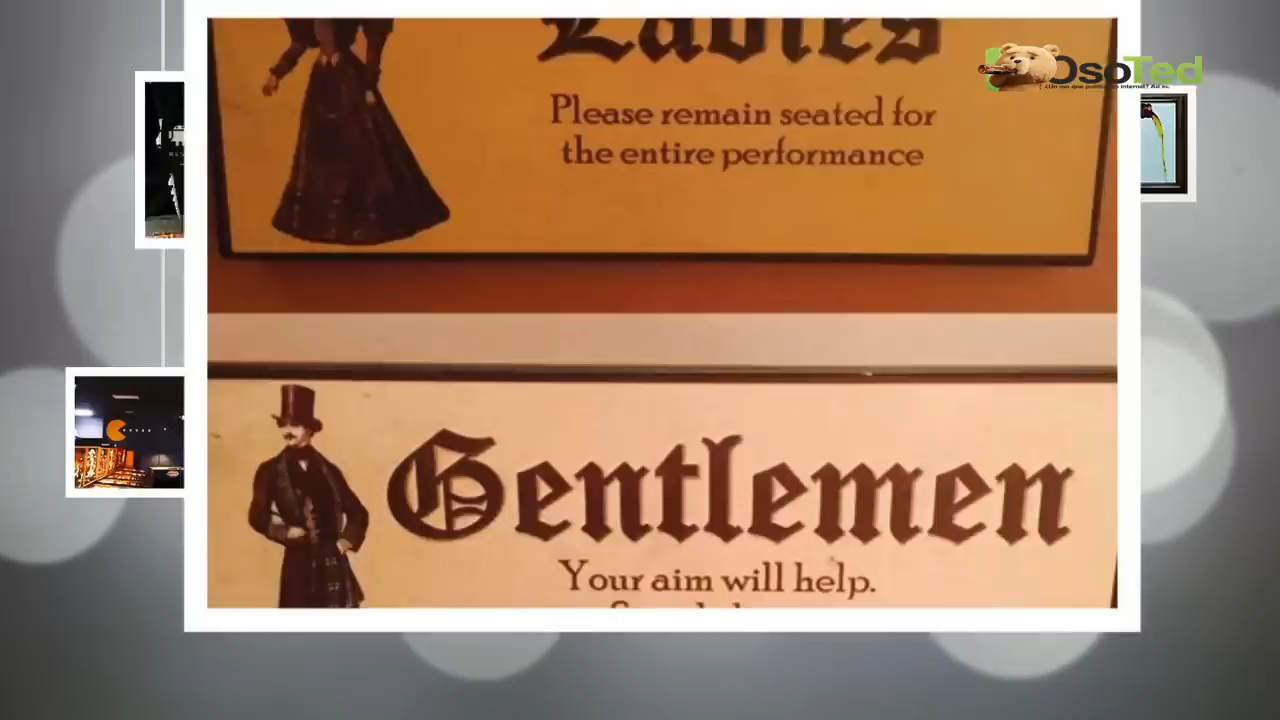 Ladies
OsoTed
Please remain seated for
the entire performance
Gentlemen
Your aim will help.